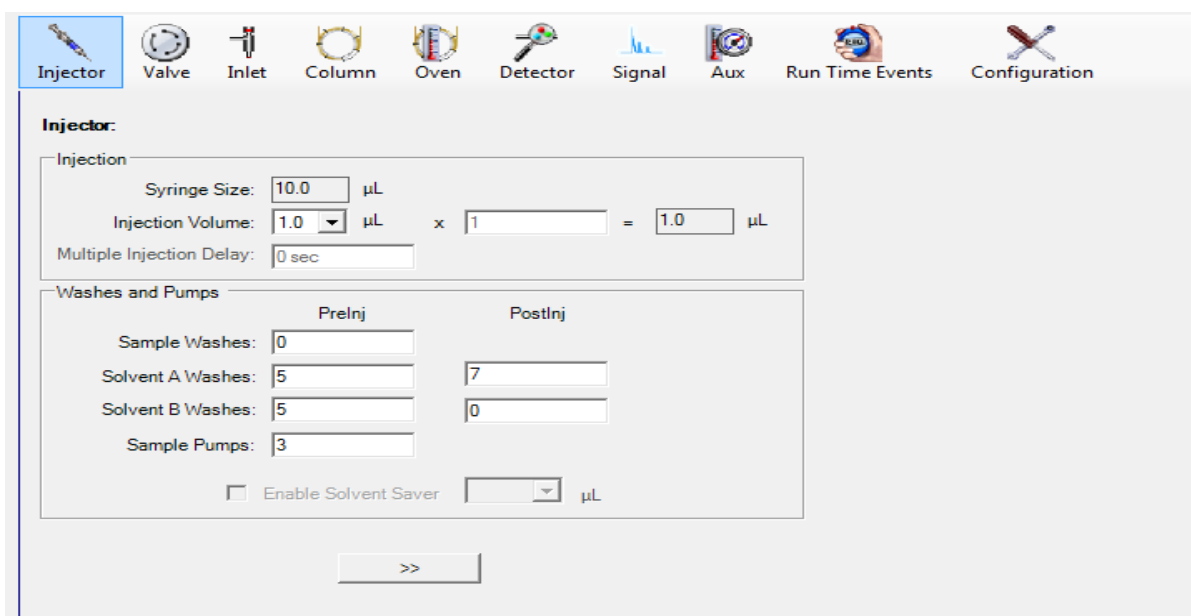 Injector Valve Inlet Column Oven Detector Signal Aux Run Time Events Configuration
Injector:
Injection
Syringe Size: 10.0 µL
Injection Volume: 1.0 µL x 1 = 1.0 µL
Multiple Injection Delay: 0 sec
Washes and Pumps
PreInj PostInj
Sample Washes: 0
Solvent A Washes: 5 7
Solvent B Washes: 5 0
Sample Pumps: 3
Enable Solvent Saver µL
>>